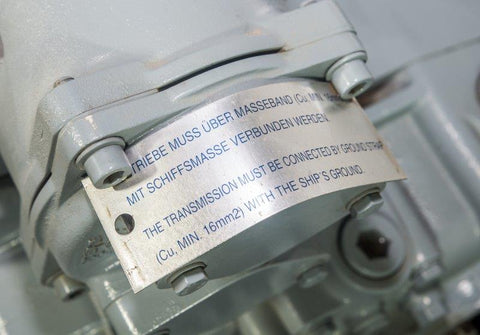 TRIEBE MUSS ÜBER MASSEBAND (Cu, MIN. 16mm
MIT SCHIFFSMASSE VERBUNDEN WERDEN
THE TRANSMISSION MUST BE CONNECTED BY GROUND STRAP
(Cu, MIN. 16mm2) WITH THE SHIP'S GROUND.